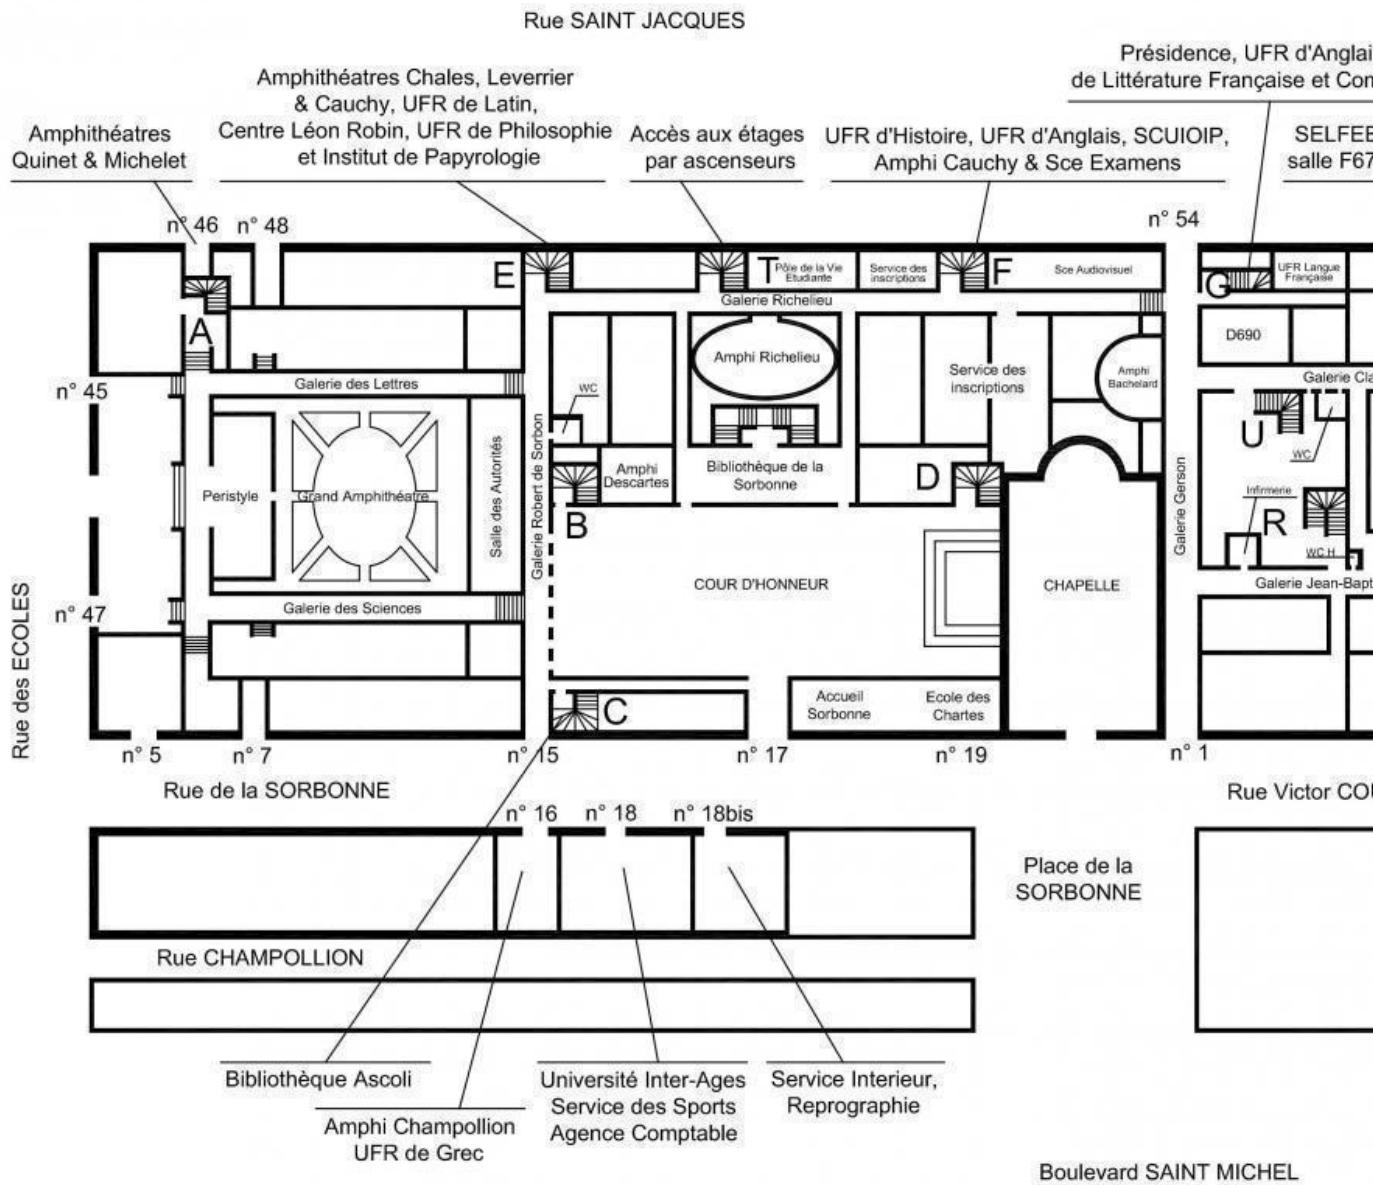 Rue SAINT JACQUES
Présidence, UFR d'Anglai
de Littérature Française et Com
Amphithéatres Chales, Leverrier
& Cauchy, UFR de Latin,
Centre Léon Robin, UFR de Philosophie
et Institut de Papyrologie
Amphithéatres
Quinet & Michelet
Accès aux étages
par ascenseurs
UFR d'Histoire, UFR d'Anglais, SCUIOIP,
Amphi Cauchy & Sce Examens
SELFEE
salle F67
n° 46
n° 48
n° 54
E
T
Pôle de la Vie
Etudiante
Service des
inscriptions
F
Sce Audiovisuel
G
UFR Langue
Française
Galerie Richelieu
A
D690
Amphi Richelieu
Service des
inscriptions
Amphi
Bachelard
n° 45
Galerie des Lettres
WC
Galerie Cla
Peristyle
Grand Amphithéatre
Salle des Autorités
Galerie Robert de Sorbon
Amphi
Descartes
Bibliothèque de la
Sorbonne
D
U
WC
Infirmerie
B
R
Galerie Gerson
WC H
COUR D'HONNEUR
CHAPELLE
Galerie Jean-Bapt
Rue des ECOLES
n° 47
Galerie des Sciences
C
Accueil
Sorbonne
Ecole des
Chartes
n° 5
n° 7
n° 15
n° 17
n° 19
n° 1
Rue de la SORBONNE
Rue Victor COU
n° 16
n° 18
n° 18bis
Place de la
SORBONNE
Rue CHAMPOLLION
Bibliothèque Ascoli
Amphi Champollion
UFR de Grec
Université Inter-Ages
Service des Sports
Agence Comptable
Service Interieur,
Reprographie
Boulevard SAINT MICHEL